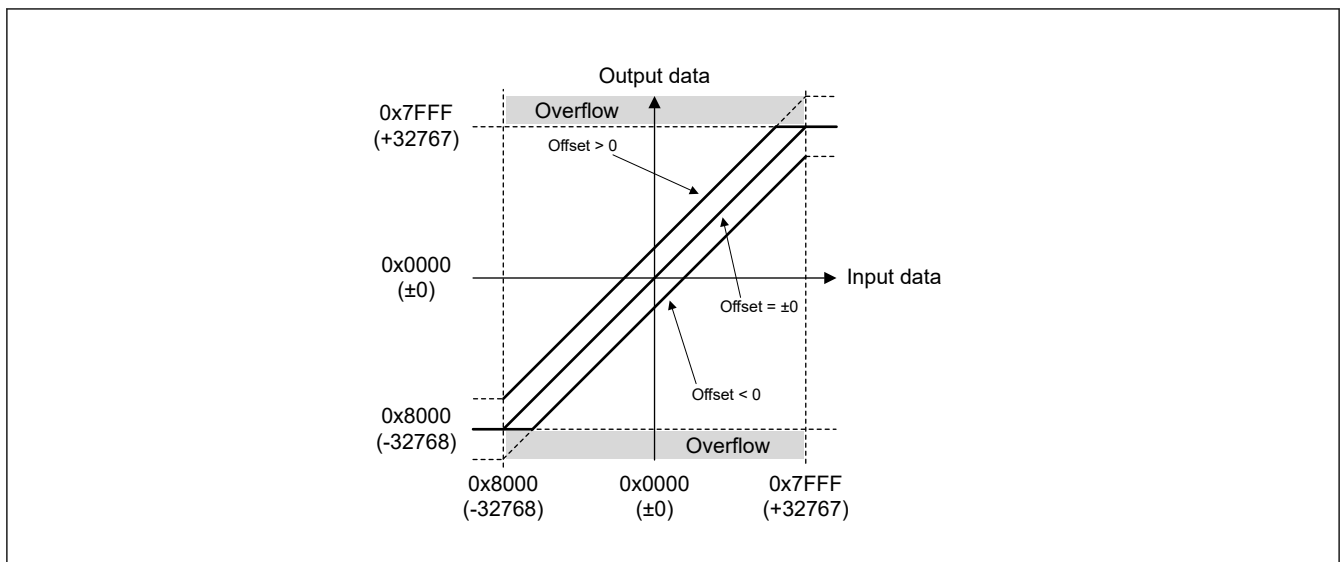 Output data
0x7FFF
(+32767)
Overflow
Offset > 0
0x0000
(±0)
Input data
Offset = ±0
Offset < 0
0x8000
(-32768)
Overflow
0x8000
(-32768)
0x0000
(±0)
0x7FFF
(+32767)